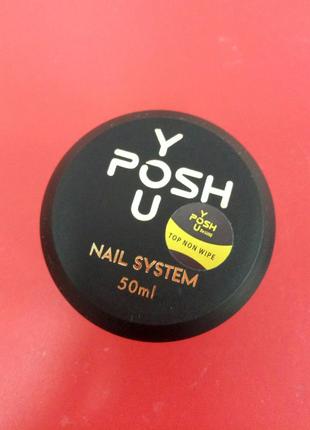 Y
POSH
U
NAIL SYSTEM
50ml
Y
POSH
U
TOP NON WIPE